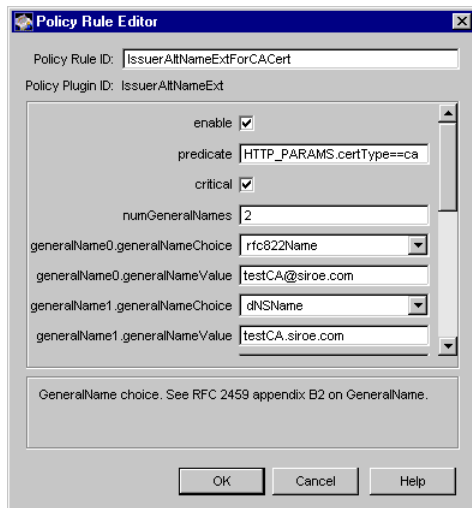 Policy Rule Editor
Policy Rule ID: IssuerAltNameExtForCACert
Policy Plugin ID: IssuerAltNameExt
enable
predicate HTTP_PARAMS.certType==ca
critical
numGeneralNames 2
generalName0.generalNameChoice rfc822Name
generalName0.generalNameValue testCA@siroe.com
generalName1.generalNameChoice dNSName
generalName1.generalNameValue testCA.siroe.com
GeneralName choice. See RFC 2459 appendix B2 on GeneralName.
OK Cancel Help